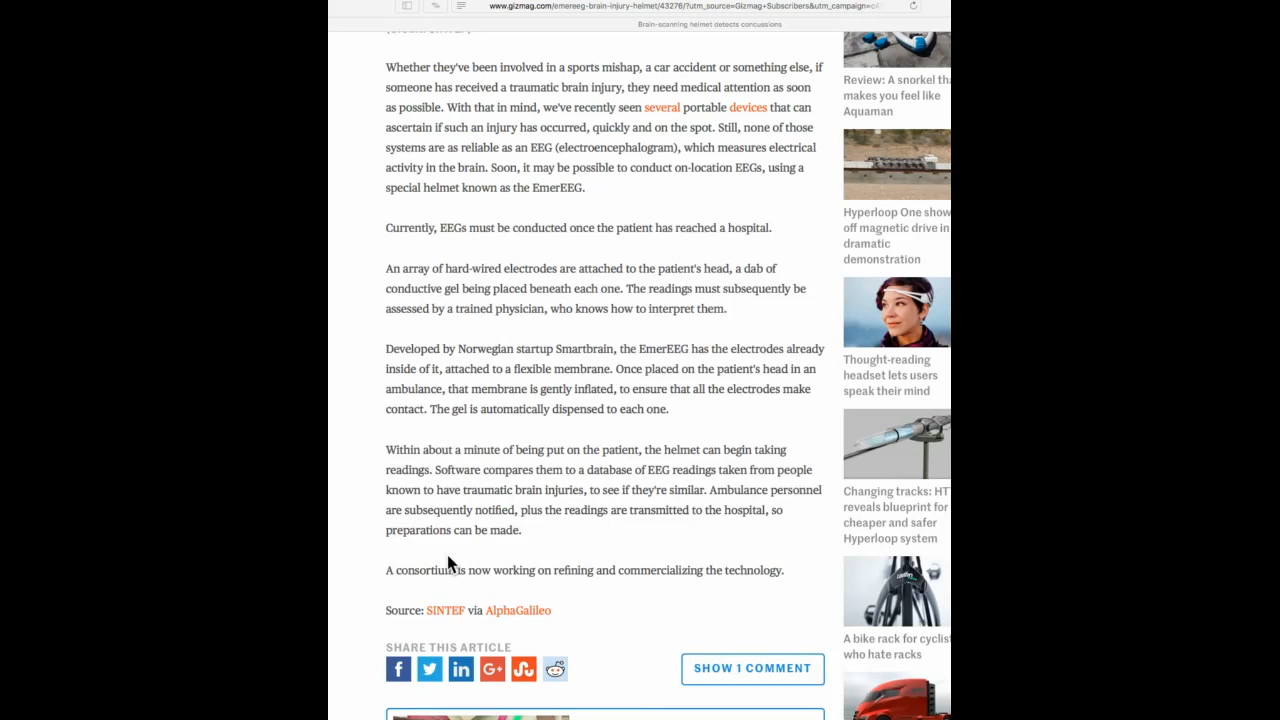 www.gizmag.com/emereeg-brain-injury-helmet/43276/?utm_source=Gizmag+Subscribers&utm_campaign=
Brain-scanning helmet detects concussions
Whether they've been involved in a sports mishap, a car accident or something else, if
someone has received a traumatic brain injury, they need medical attention as soon
as possible. With that in mind, we've recently seen several portable devices that can
ascertain if such an injury has occurred, quickly and on the spot. Still, none of those
systems are as reliable as an EEG (electroencephalogram), which measures electrical
activity in the brain. Soon, it may be possible to conduct on-location EEGs, using a
special helmet known as the EmerEEG.
Currently, EEGs must be conducted once the patient has reached a hospital.
An array of hard-wired electrodes are attached to the patient's head, a dab of
conductive gel being placed beneath each one. The readings must subsequently be
assessed by a trained physician, who knows how to interpret them.
Developed by Norwegian startup Smartbrain, the EmerEEG has the electrodes already
inside of it, attached to a flexible membrane. Once placed on the patient's head in an
ambulance, that membrane is gently inflated, to ensure that all the electrodes make
contact. The gel is automatically dispensed to each one.
Within about a minute of being put on the patient, the helmet can begin taking
readings. Software compares them to a database of EEG readings taken from people
known to have traumatic brain injuries, to see if they're similar. Ambulance personnel
are subsequently notified, plus the readings are transmitted to the hospital, so
preparations can be made.
A consortium is now working on refining and commercializing the technology.
Source: SINTEF via AlphaGalileo
SHARE THIS ARTICLE
SHOW 1 COMMENT
Review: A snorkel tha
makes you feel like
Aquaman
Hyperloop One show
off magnetic drive in
dramatic
demonstration
Thought-reading
headset lets users
speak their mind
Changing tracks: HT
reveals blueprint for
cheaper and safer
Hyperloop system
A bike rack for cyclis
who hate racks